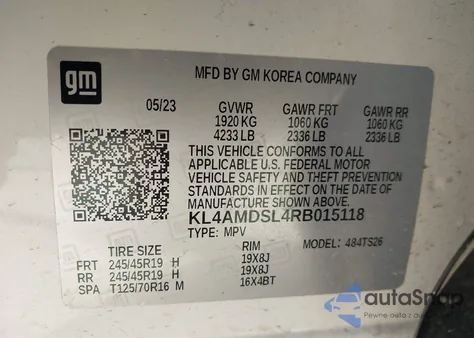 gm
MFD BY GM KOREA COMPANY
05/23 GVWR GAWR FRT GAWR RR
1920 KG 1060 KG 1060 KG
4233 LB 2336 LB 2336 LB
THIS VEHICLE CONFORMS TO ALL
APPLICABLE U.S. FEDERAL MOTOR
VEHICLE SAFETY AND THEFT PREVENTION
STANDARDS IN EFFECT ON THE DATE OF
MANUFACTURE SHOWN ABOVE.
KL4AMDSL4RB015118
TYPE: MPV MODEL: 484TS26
TIRE SIZE RIM
FRT 245/45R19 H 19X8J
RR 245/45R19 H 19X8J
SPA T125/70R16 M 16X4BT
autoSnap
Pewne auta z aukcji